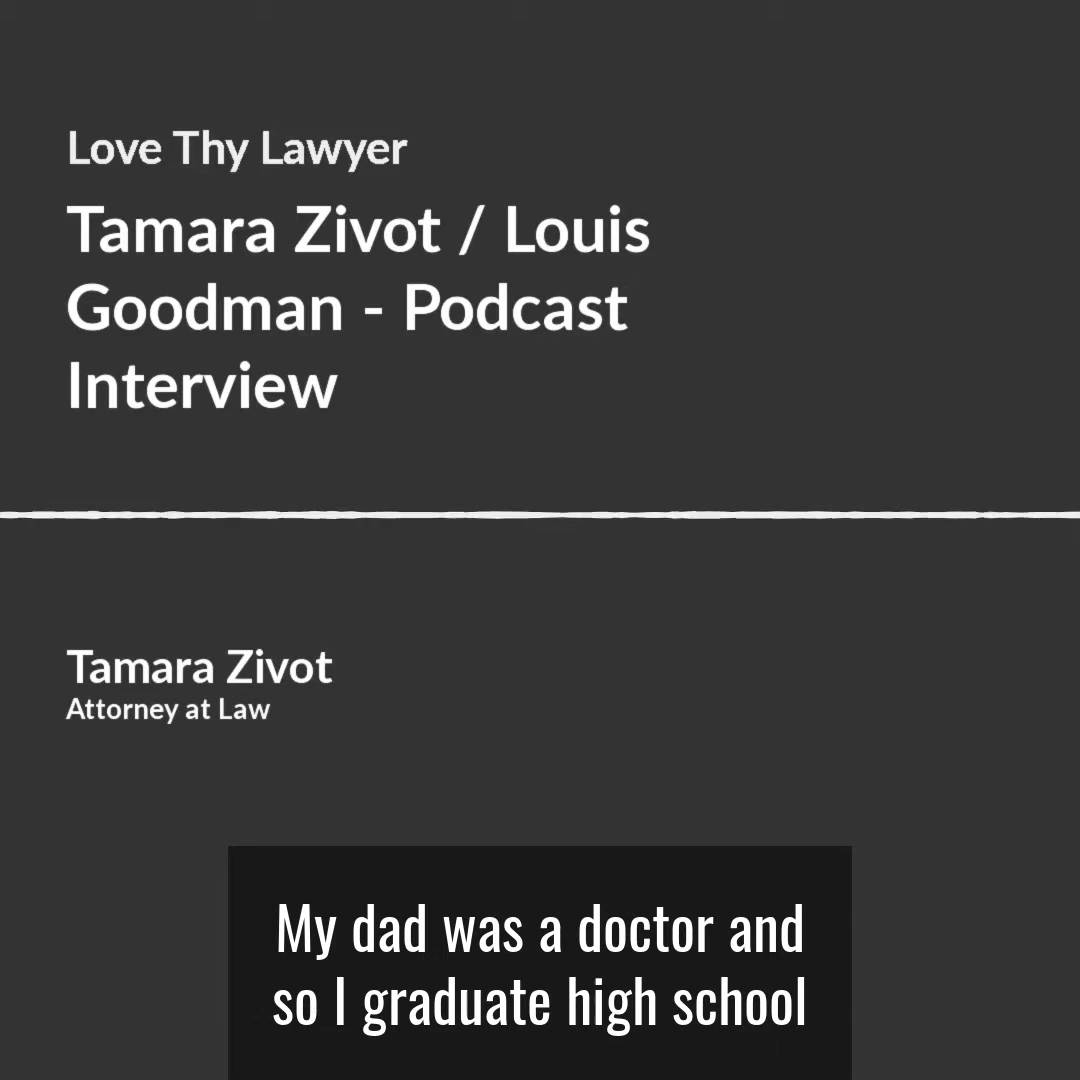 Love Thy Lawyer
Tamara Zivot / Louis
Goodman - Podcast
Interview
Tamara Zivot
Attorney at Law
My dad was a doctor and
so I graduate high school